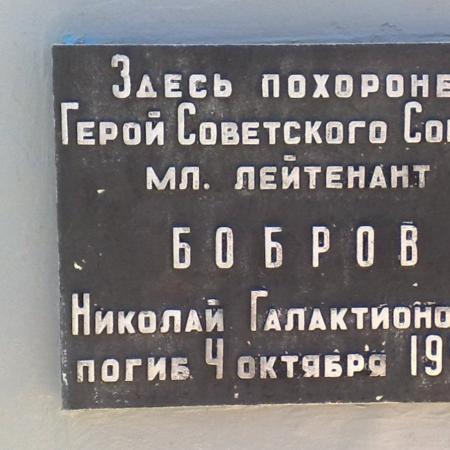 Здесь похороне
Герой Советского Со
мл. лейтенант
БОБРОВ
Николай Галактионо
погиб 4 октября 19